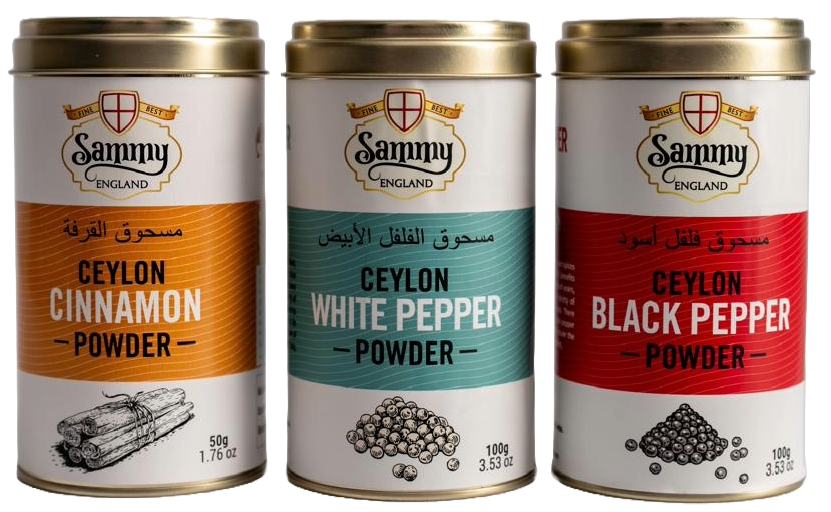 FINE BEST
Sammy
ENGLAND
مسحوق القرفة
CEYLON
CINNAMON
POWDER
50g
1.76 oz
FINE BEST
Sammy
ENGLAND
مسحوق الفلفل الأبيض
CEYLON
WHITE PEPPER
POWDER
100g
3.53 oz
FINE BEST
Sammy
ENGLAND
مسحوق فلفل أسود
CEYLON
BLACK PEPPER
POWDER
100g
3.53 oz